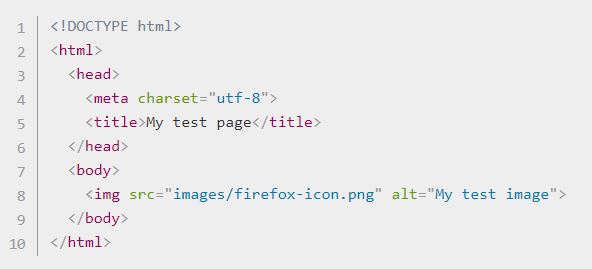 1 <!DOCTYPE html>
2 <html>
3   <head>
4     <meta charset="utf-8">
5     <title>My test page</title>
6   </head>
7   <body>
8     <img src="images/firefox-icon.png" alt="My test image">
9   </body>
10 </html>